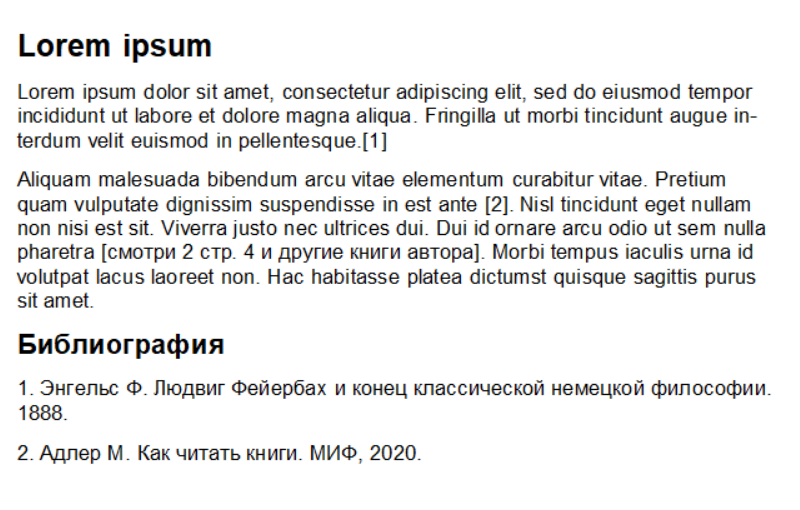 Lorem ipsum
Lorem ipsum dolor sit amet, consectetur adipiscing elit, sed do eiusmod tempor
incididunt ut labore et dolore magna aliqua. Fringilla ut morbi tincidunt augue in-
terdum velit euismod in pellentesque.[1]
Aliquam malesuada bibendum arcu vitae elementum curabitur vitae. Pretium
quam vulputate dignissim suspendisse in est ante [2]. Nisl tincidunt eget nullam
non nisi est sit. Viverra justo nec ultrices dui. Dui id ornare arcu odio ut sem nulla
pharetra [смотри 2 стр. 4 и другие книги автора]. Morbi tempus iaculis urna id
volutpat lacus laoreet non. Hac habitasse platea dictumst quisque sagittis purus
sit amet.
Библиография
1. Энгельс Ф. Людвиг Фейербах и конец классической немецкой философии.
1888.
2. Адлер М. Как читать книги. МИФ, 2020.